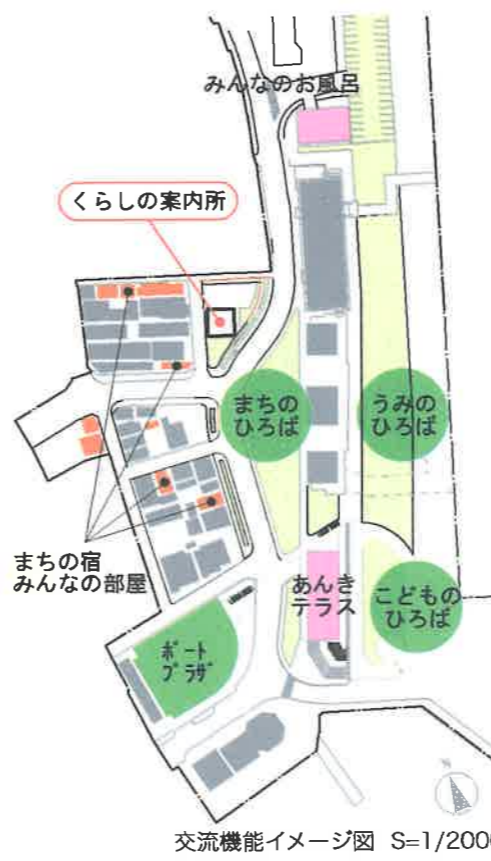 みんなのお風呂
くらしの案内所
まちの
ひろば
うみの
ひろば
まちの宿
みんなの部屋
あんき
テラス
こどもの
ひろば
ポート
プラザ
交流機能イメージ図 S=1/200